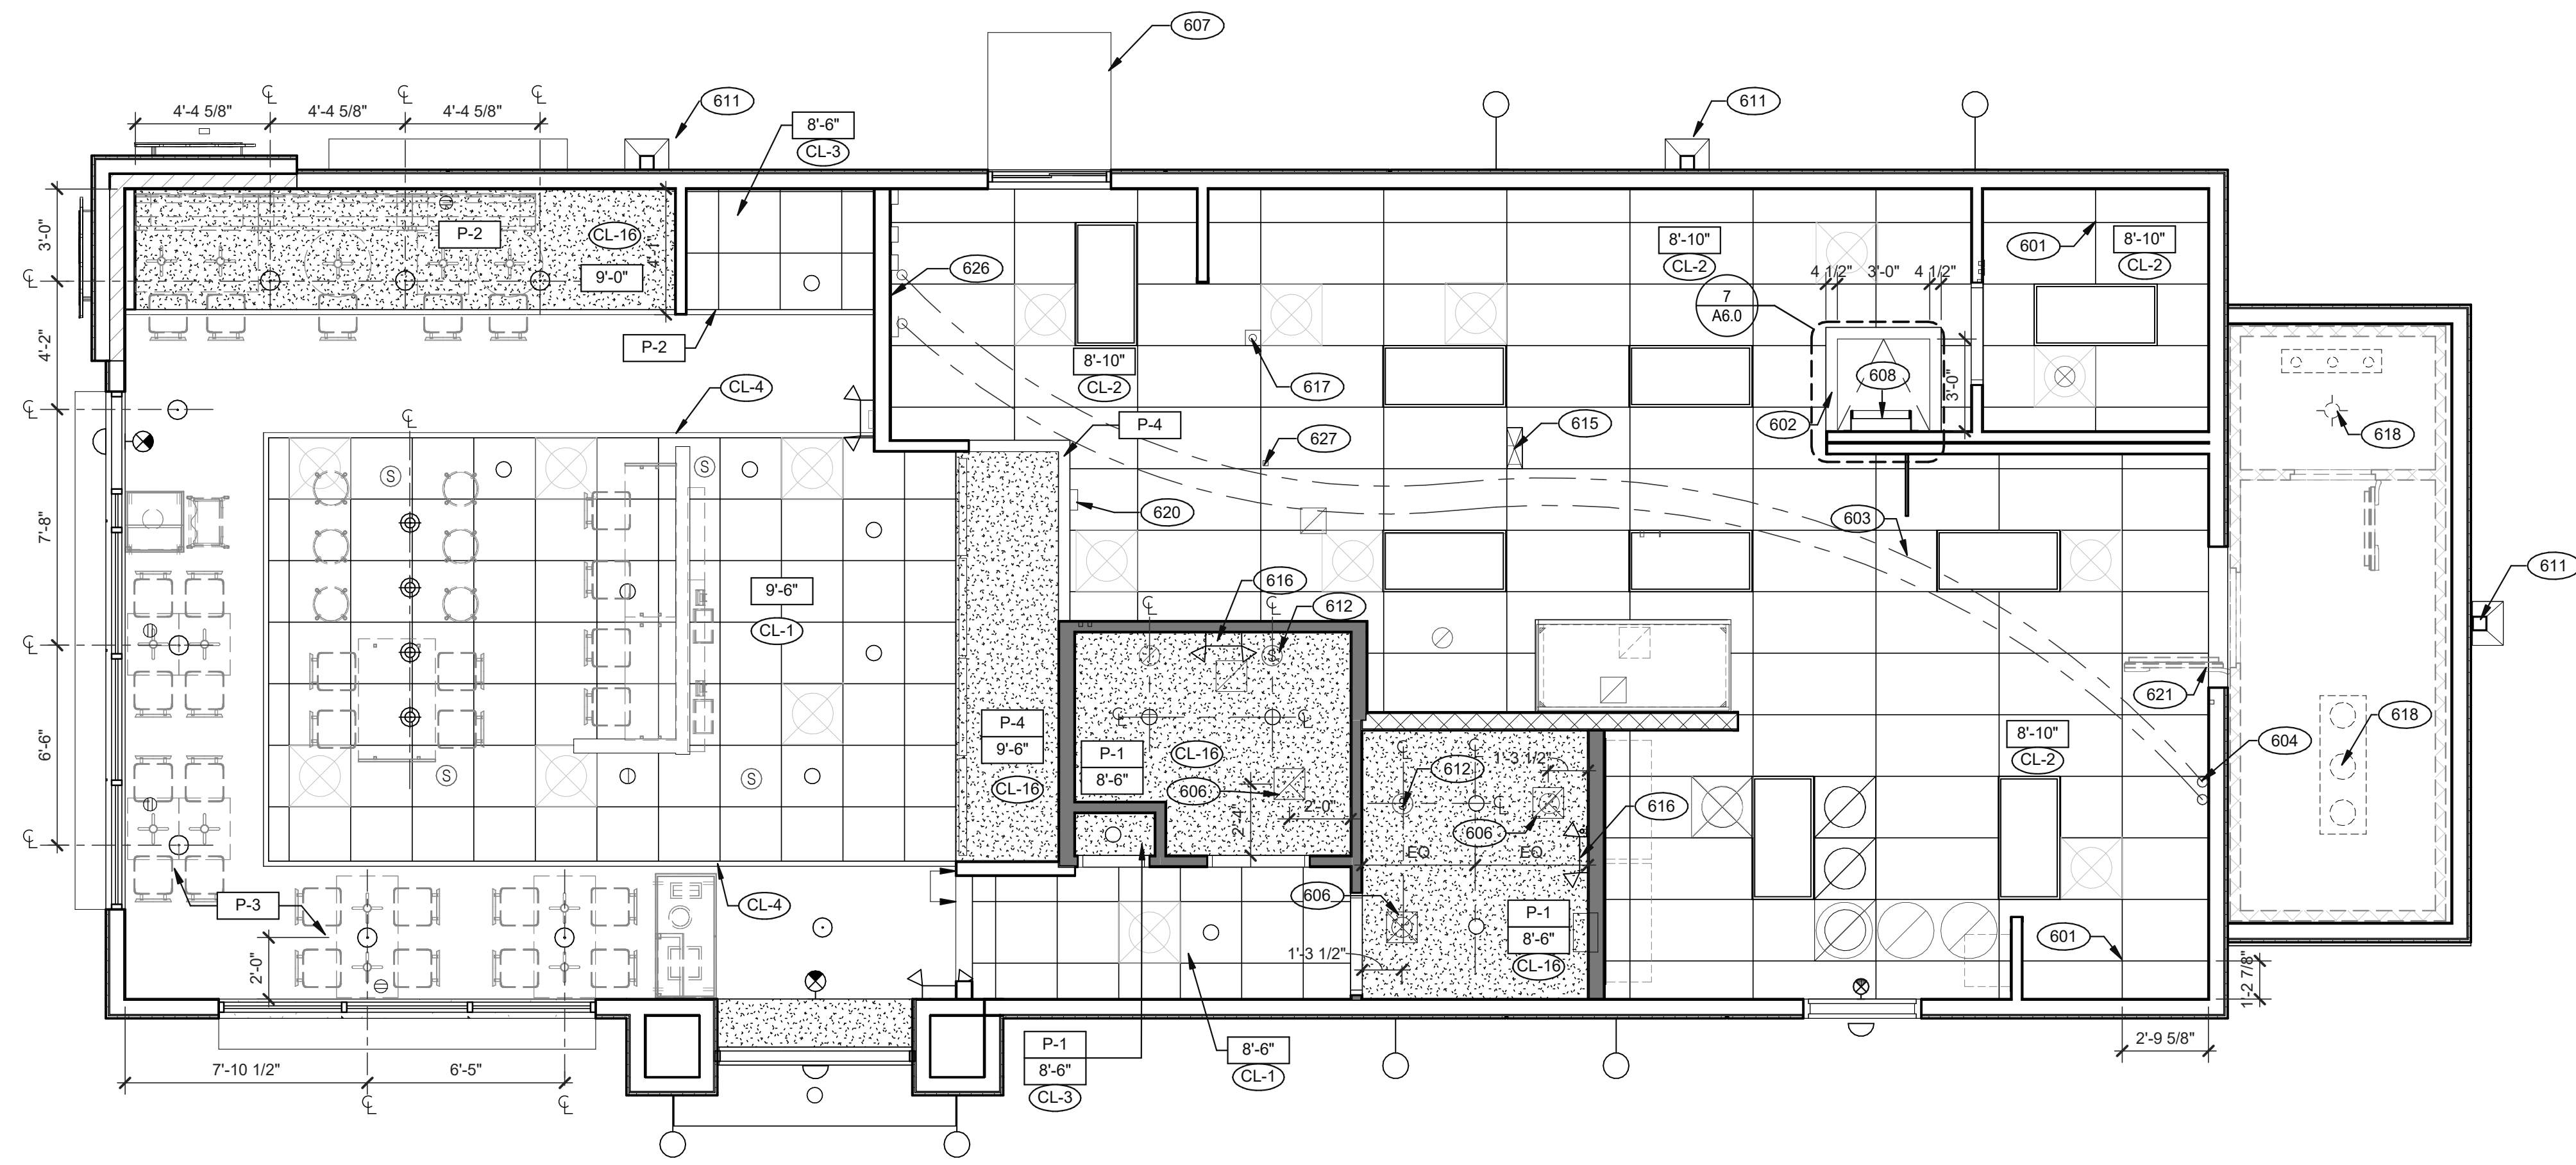 607
4'-4 5/8"
4'-4 5/8"
4'-4 5/8"
611
8'-6"
CL-3
611
3'-0"
P-2
CL-16
9'-0"
4'-1"
626
8'-10"
CL-2
601
8'-10"
CL-2
4 1/2"
3'-0"
4 1/2"
7
A6.0
4'-2"
P-2
8'-10"
CL-2
617
608
3'-0"
CL-4
P-4
602
618
627
615
S
S
7'-8"
620
603
9'-6"
CL-1
616
612
611
S
6'-6"
P-4
9'-6"
CL-16
P-1
8'-6"
CL-16
606
2'-0"
2'-4"
612
1'-3 1/2"
606
616
621
618
8'-10"
CL-2
604
S
S
EQ
EQ
P-3
CL-4
606
P-1
8'-6"
CL-16
1'-3 1/2"
601
2'-0"
1'-2 7/8"
7'-10 1/2"
6'-5"
P-1
8'-6"
CL-3
8'-6"
CL-1
2'-9 5/8"